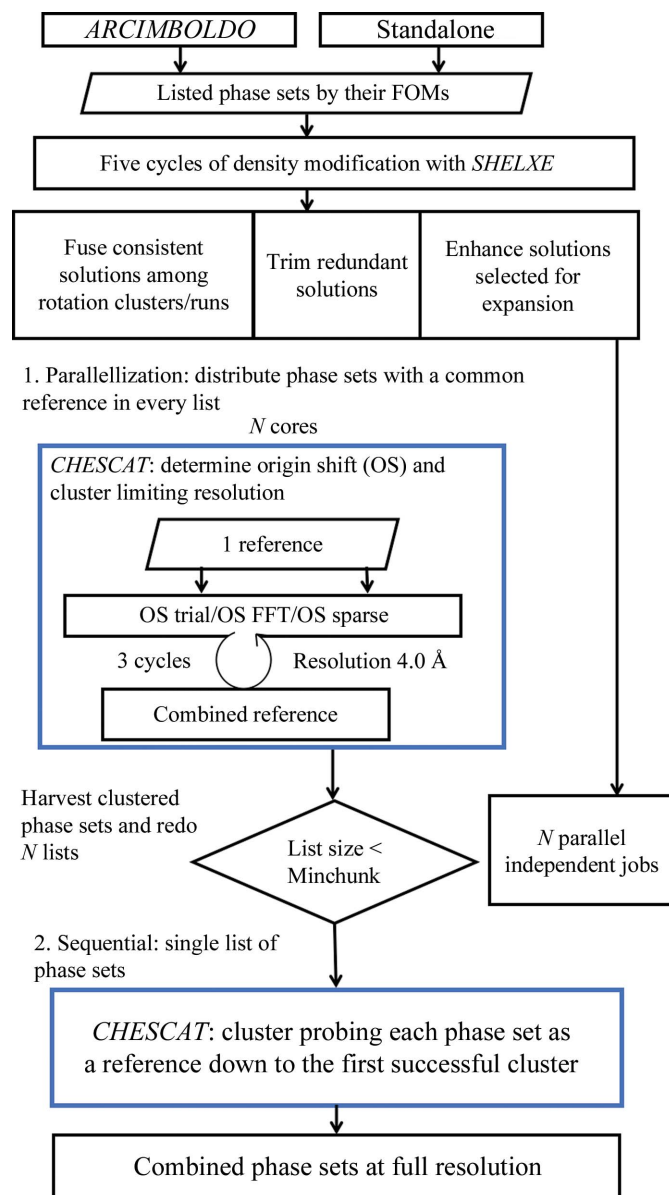 ARCIMBOLDO
Standalone
Listed phase sets by their FOMs
Five cycles of density modification with SHELXE
Fuse consistent
solutions among
rotation clusters/runs
Trim redundant
solutions
Enhance solutions
selected for
expansion
1. Parallellization: distribute phase sets with a common
reference in every list
N cores
CHESCAT: determine origin shift (OS) and
cluster limiting resolution
1 reference
OS trial/OS FFT/OS sparse
3 cycles
Resolution 4.0 Å
Combined reference
Harvest clustered
phase sets and redo
N lists
List size <
Minchunk
N parallel
independent jobs
2. Sequential: single list of
phase sets
CHESCAT: cluster probing each phase set as
a reference down to the first successful cluster
Combined phase sets at full resolution